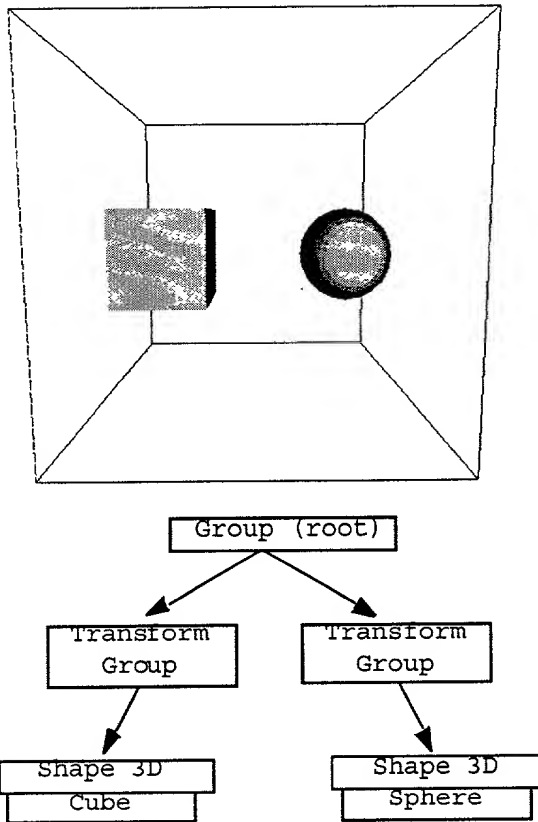 Group (root)
Transform
Group
Transform
Group
Shape 3D
Cube
Shape 3D
Sphere